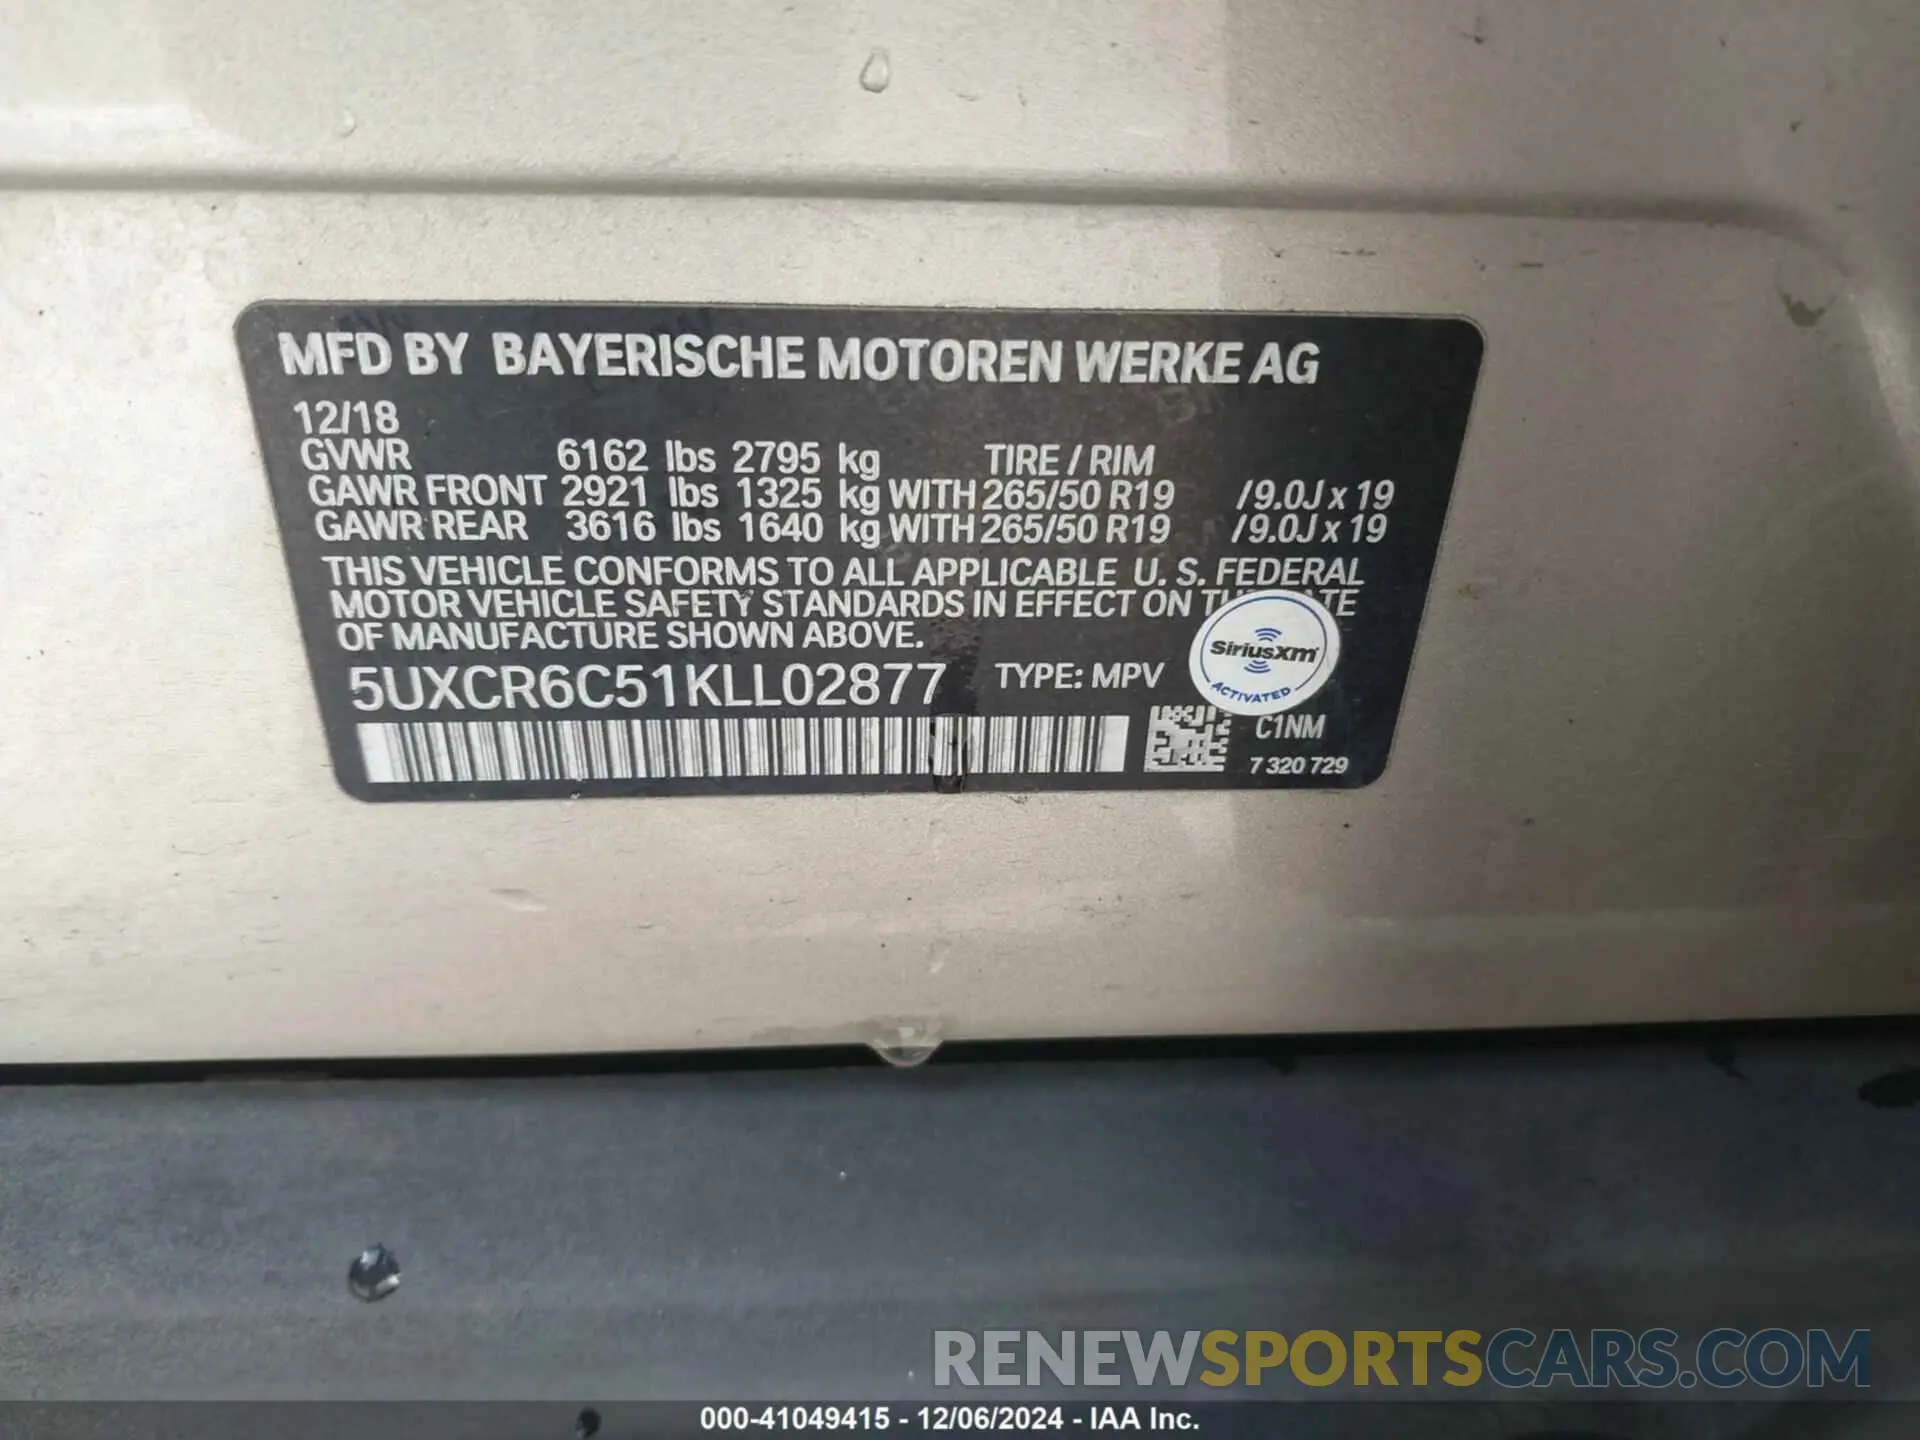 MFD BY BAYERISCHE MOTOREN WERKE AG
12/18
GVWR 6162 lbs 2795 kg TIRE / RIM
GAWR FRONT 2921 lbs 1325 kg WITH 265/50 R19 /9.0J x 19
GAWR REAR 3616 lbs 1640 kg WITH 265/50 R19 /9.0J x 19
THIS VEHICLE CONFORMS TO ALL APPLICABLE U. S. FEDERAL
MOTOR VEHICLE SAFETY STANDARDS IN EFFECT ON
OF MANUFACTURE SHOWN ABOVE.
5UXCR6C51KLL02877 TYPE: MPV
SiriusXM
ACTIVATED
C1NM
7 320 729
RENEWSPORTSCARS.COM
000-41049415 - 12/06/2024 - IAA Inc.